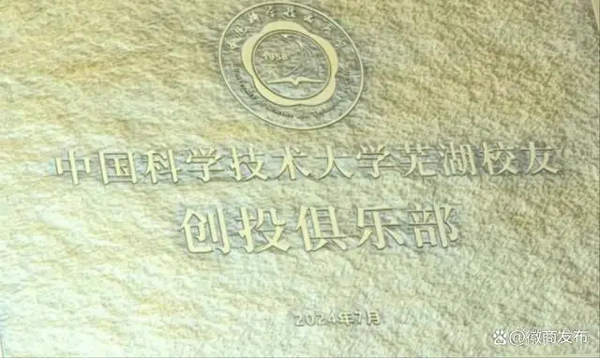 1958
中国科学技术大学芜湖校友
创投俱乐部
2024年7月
徽商发布